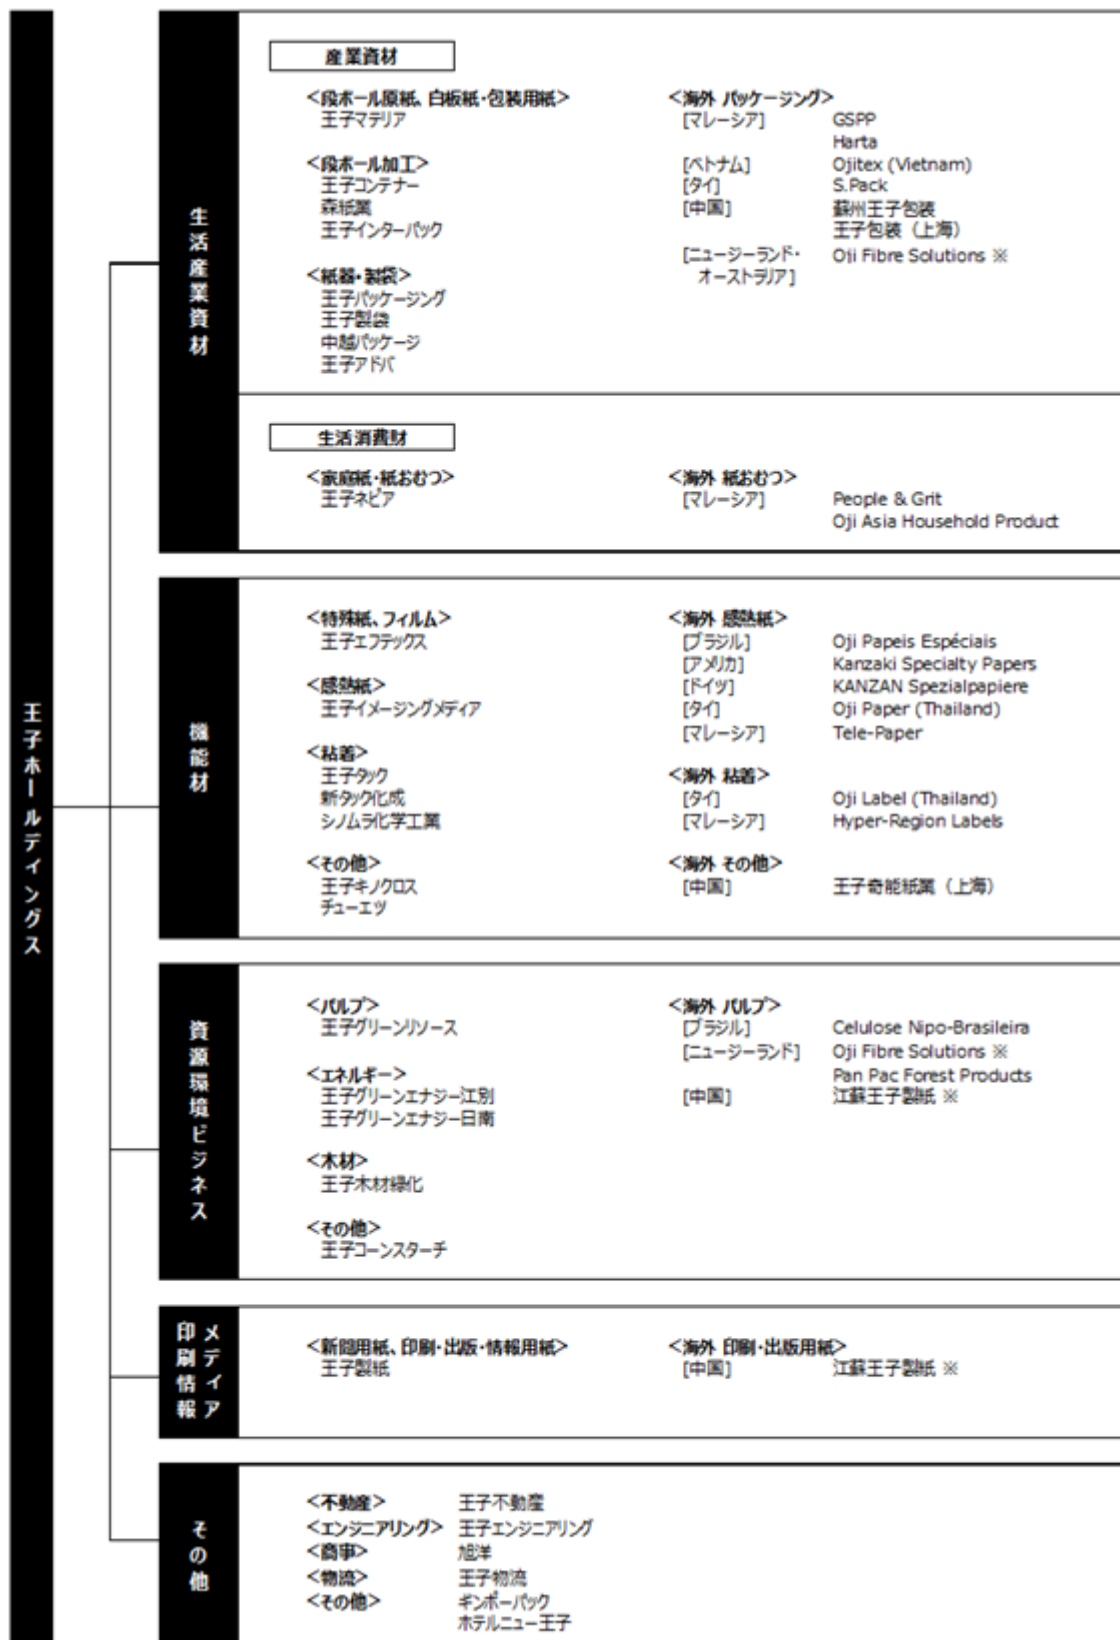 王子ホールディングス
生活産業資材
産業資材
<段ボール原紙、白板紙・包装用紙>
王子マテリア
<段ボール加工>
王子コンテナー
森紙業
王子インターパック
<紙器・製袋>
王子パッケージング
王子製袋
中越パッケージ
王子アドバ
<海外 パッケージング>
[マレーシア] GSPP
Harta
[ベトナム] Ojitex (Vietnam)
[タイ] S.Pack
[中国] 蘇州王子包装
王子包装（上海）
[ニュージーランド・ Oji Fibre Solutions ※
オーストラリア]
生活消費財
<家庭紙・紙おむつ>
王子ネピア
<海外 紙おむつ>
[マレーシア] People & Grit
Oji Asia Household Product
機能材
<特殊紙、フィルム>
王子エフテックス
<感熱紙>
王子イメージングメディア
<粘着>
王子タック
新タック化成
シノムラ化学工業
<その他>
王子キノクロス
チューエツ
<海外 感熱紙>
[ブラジル] Oji Papeis Espéciais
[アメリカ] Kanzaki Specialty Papers
[ドイツ] KANZAN Spezialpapiere
[タイ] Oji Paper (Thailand)
[マレーシア] Tele-Paper
<海外 粘着>
[タイ] Oji Label (Thailand)
[マレーシア] Hyper-Region Labels
<海外 その他>
[中国] 王子奇能紙業（上海）
資源環境ビジネス
<パルプ>
王子グリーンリソース
<エネルギー>
王子グリーンエナジー江別
王子グリーンエナジー日南
<木材>
王子木材緑化
<その他>
王子コーンスターチ
<海外 パルプ>
[ブラジル] Celulose Nipo-Brasileira
[ニュージーランド] Oji Fibre Solutions ※
Pan Pac Forest Products
[中国] 江蘇王子製紙 ※
印刷情報
メディア
<新聞用紙、印刷・出版・情報用紙>
王子製紙
<海外 印刷・出版用紙>
[中国] 江蘇王子製紙 ※
その他
<不動産> 王子不動産
<エンジニアリング> 王子エンジニアリング
<商事> 旭洋
<物流> 王子物流
<その他> ギンポーパック
ホテルニュー王子